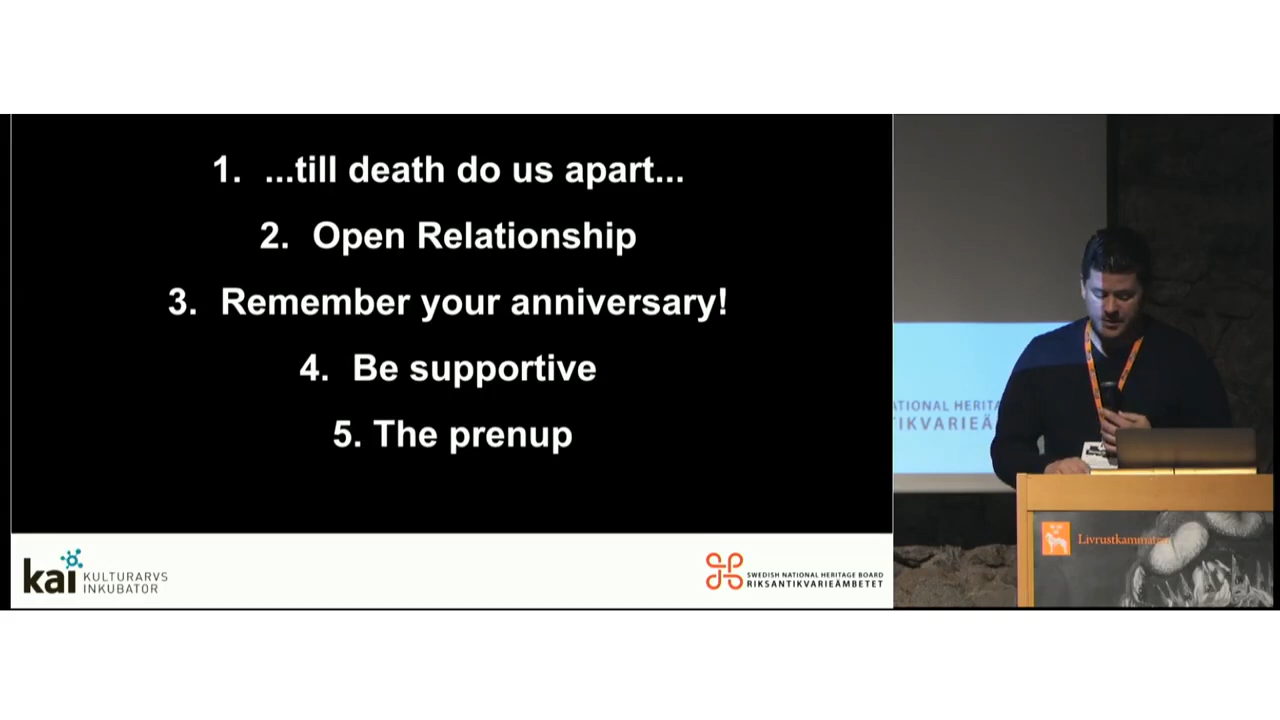 1. ...till death do us apart...
2. Open Relationship
3. Remember your anniversary!
4. Be supportive
5. The prenup
kai KULTURARVS
INKUBATOR
SWEDISH NATIONAL HERITAGE BOARD
RIKSANTIKVARIEÄMBETET
NATIONAL HERITA
TIKVARIEÄ
Livrustkammaren